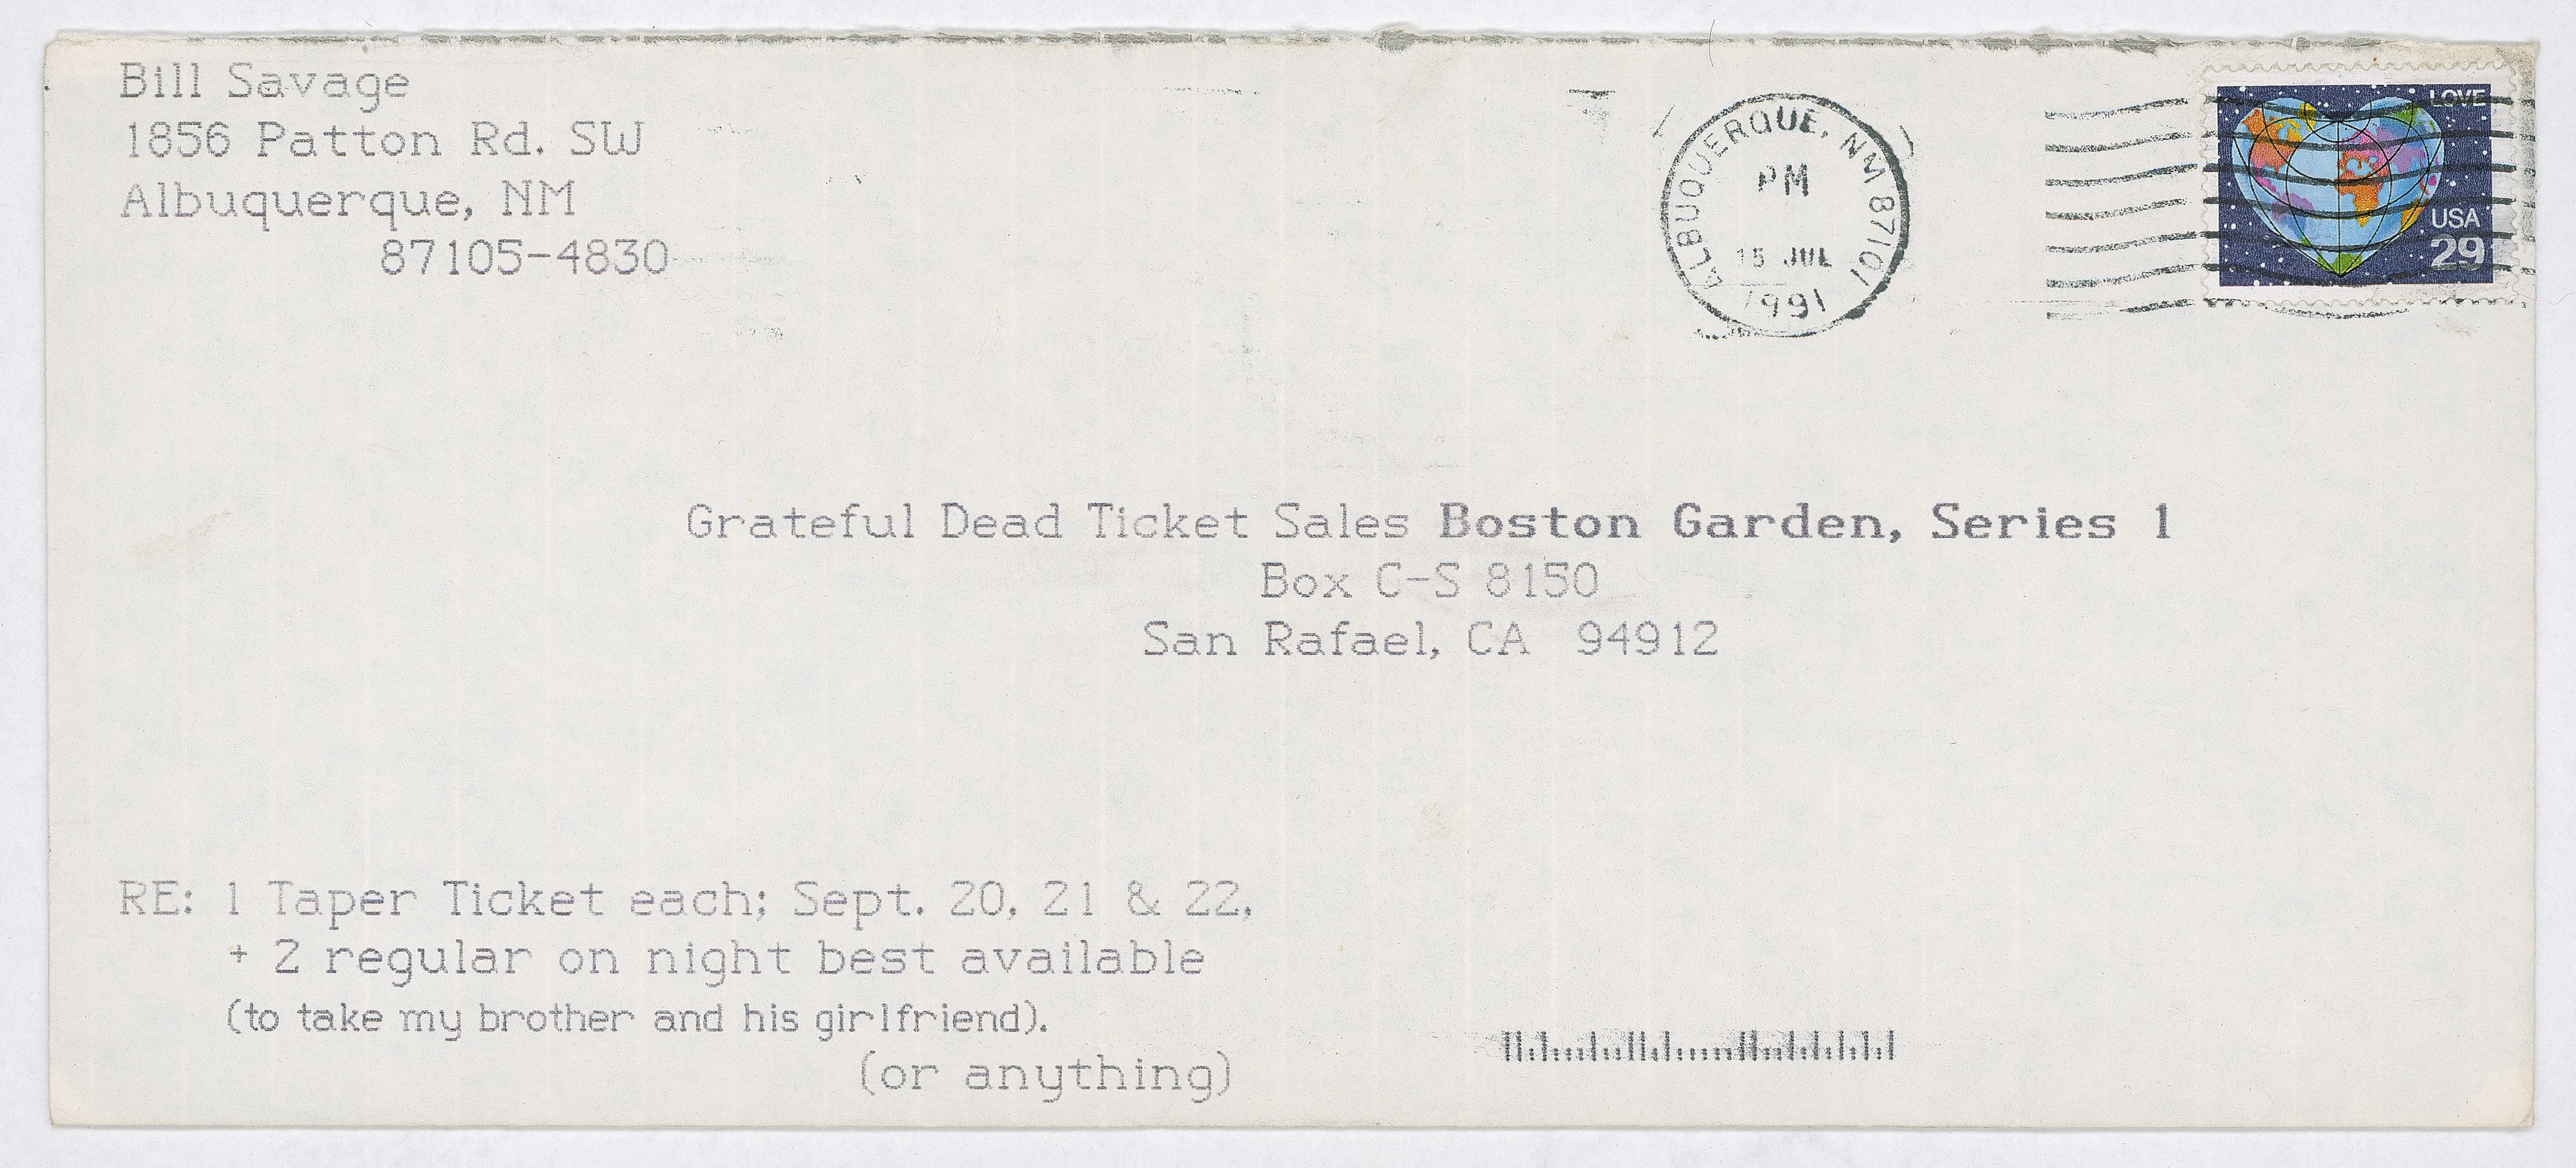 Bill Savage
1856 Patton Rd. SW
Albuquerque, NM
87105-4830
ALBUQUERQUE, NM 87101
PM
15 JUL
1991
LOVE
USA
29
Grateful Dead Ticket Sales Boston Garden, Series 1
Box C-S 8150
San Rafael, CA 94912
RE: 1 Taper Ticket each; Sept. 20, 21 & 22,
+ 2 regular on night best available
(to take my brother and his girlfriend).
(or anything)